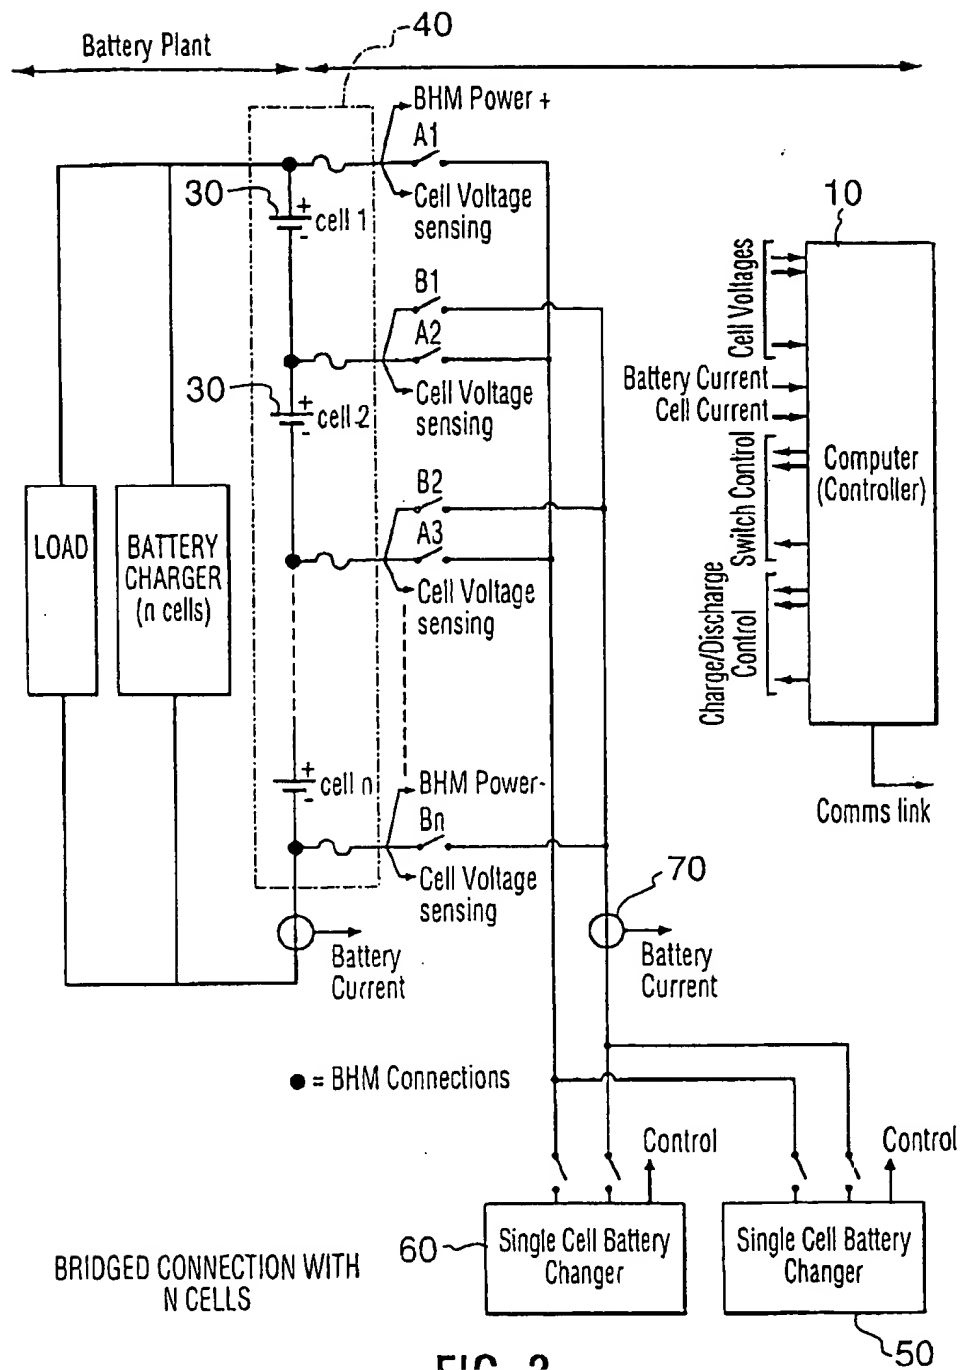 Battery Plant
40
BHM Power +
A1
Cell Voltage
sensing
30
+
cell 1
-
10
B1
A2
Cell Voltage
sensing
30
+
cell 2
-
Cell Voltages
Battery Current
Cell Current
Switch Control
Charge/Discharge
Control
Computer
(Controller)
Comms link
B2
A3
Cell Voltage
sensing
LOAD
BATTERY
CHARGER
(n cells)
+
cell n
-
BHM Power-
Bn
Cell Voltage
sensing
Battery
Current
70
Battery
Current
● = BHM Connections
Control
Control
60
Single Cell Battery
Changer
Single Cell Battery
Changer
50
BRIDGED CONNECTION WITH
N CELLS